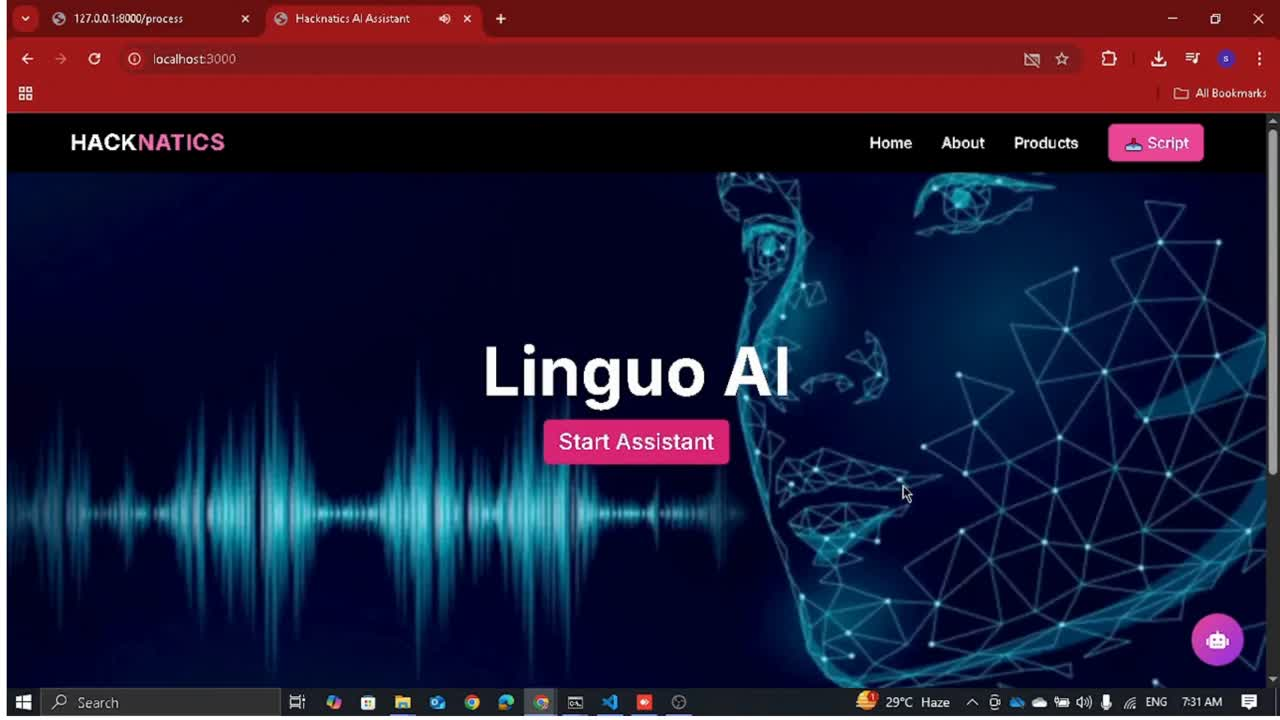 127.0.0.1:8000/process
Hacknatics AI Assistant
localhost:3000
All Bookmarks
HACKNATICS
Home
About
Products
Script
Linguo AI
Start Assistant
Search
1
29°C Haze
ENG
7:31 AM